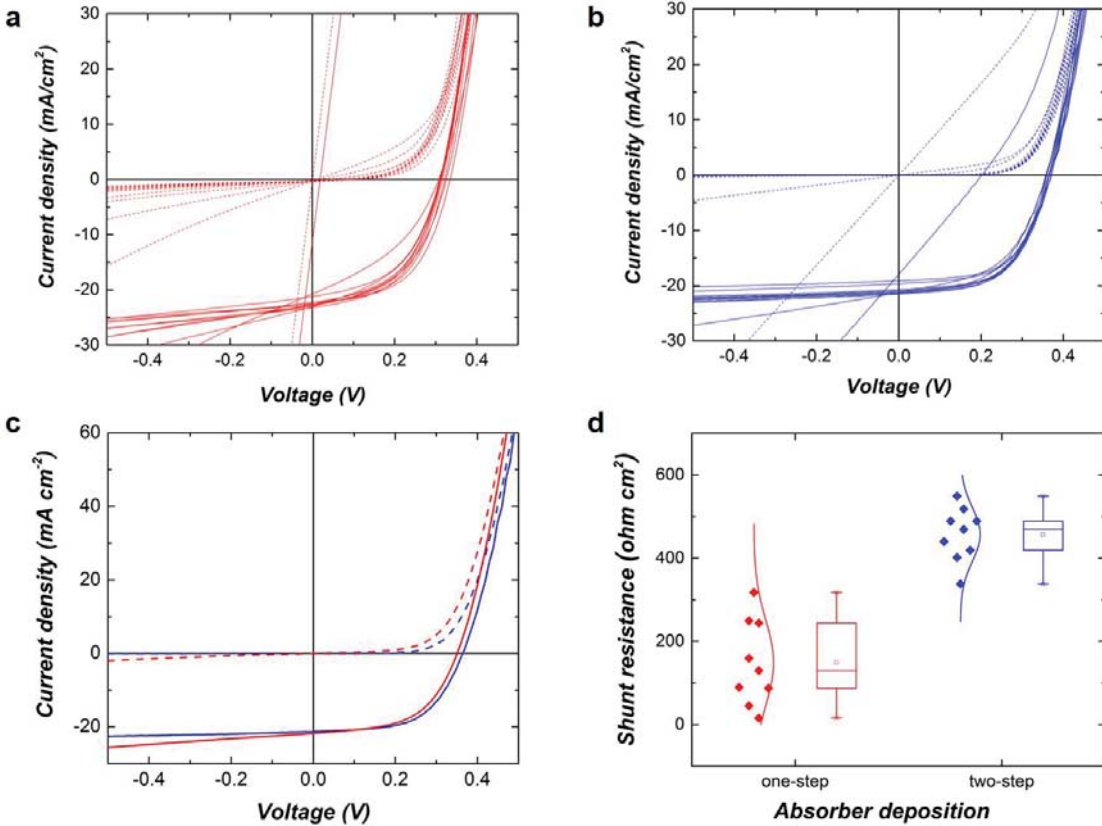 a
Current density (mA/cm²)
30
20
10
0
-10
-20
-30
-0.4
-0.2
0.0
0.2
0.4
Voltage (V)
b
Current density (mA/cm²)
30
20
10
0
-10
-20
-30
-0.4
-0.2
0.0
0.2
0.4
Voltage (V)
c
Current density (mA cm⁻²)
60
40
20
0
-20
-0.4
-0.2
0.0
0.2
0.4
Voltage (V)
d
Shunt resistance (ohm cm²)
600
400
200
0
one-step
two-step
Absorber deposition